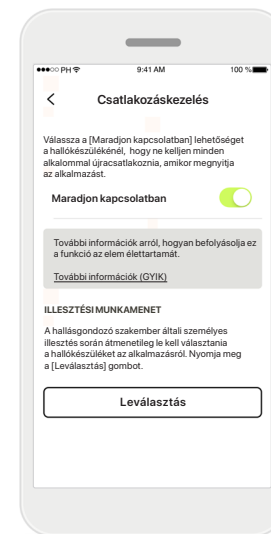 PH 9:41 AM 100 %
Csatlakozáskezelés
Válassza a [Maradjon kapcsolatban] lehetőséget
a hallókészülékénél, hogy ne kelljen minden
alkalommal újracsatlakoznia, amikor megnyitja
az alkalmazást.
Maradjon kapcsolatban
További információk arról, hogyan befolyásolja ez
a funkció az elem élettartamát.
További információk (GYIK)
ILLESZTÉSI MUNKAMENET
A hallásgondozó szakember általi személyes
illesztés során átmenetileg le kell választania
a hallókészüléket az alkalmazásról. Nyomja meg
a [Leválasztás] gombot.
Leválasztás